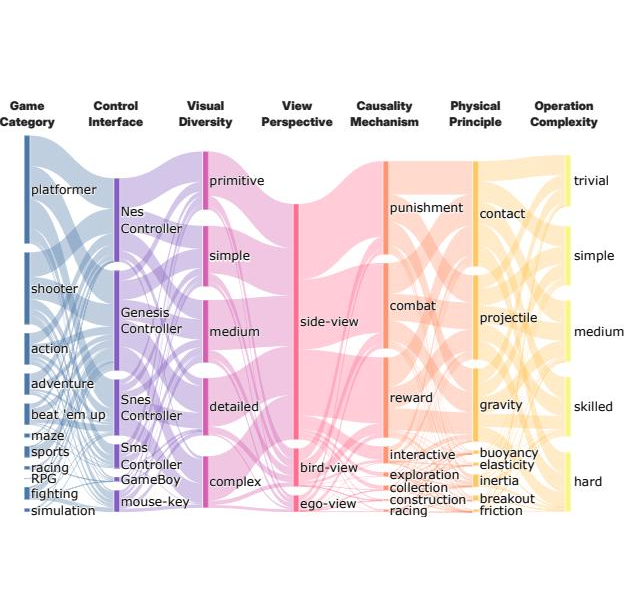 Game Category
Control Interface
Visual Diversity
View Perspective
Causality Mechanism
Physical Principle
Operation Complexity
platformer
shooter
action
adventure
beat 'em up
maze
sports
racing
RPG
fighting
simulation
Nes
Controller
Genesis
Controller
Snes
Controller
Sms
Controller
GameBoy
mouse-key
primitive
simple
medium
detailed
complex
side-view
bird-view
ego-view
punishment
combat
reward
interactive
exploration
collection
construction
racing
contact
projectile
gravity
buoyancy
elasticity
inertia
breakout
friction
trivial
simple
medium
skilled
hard